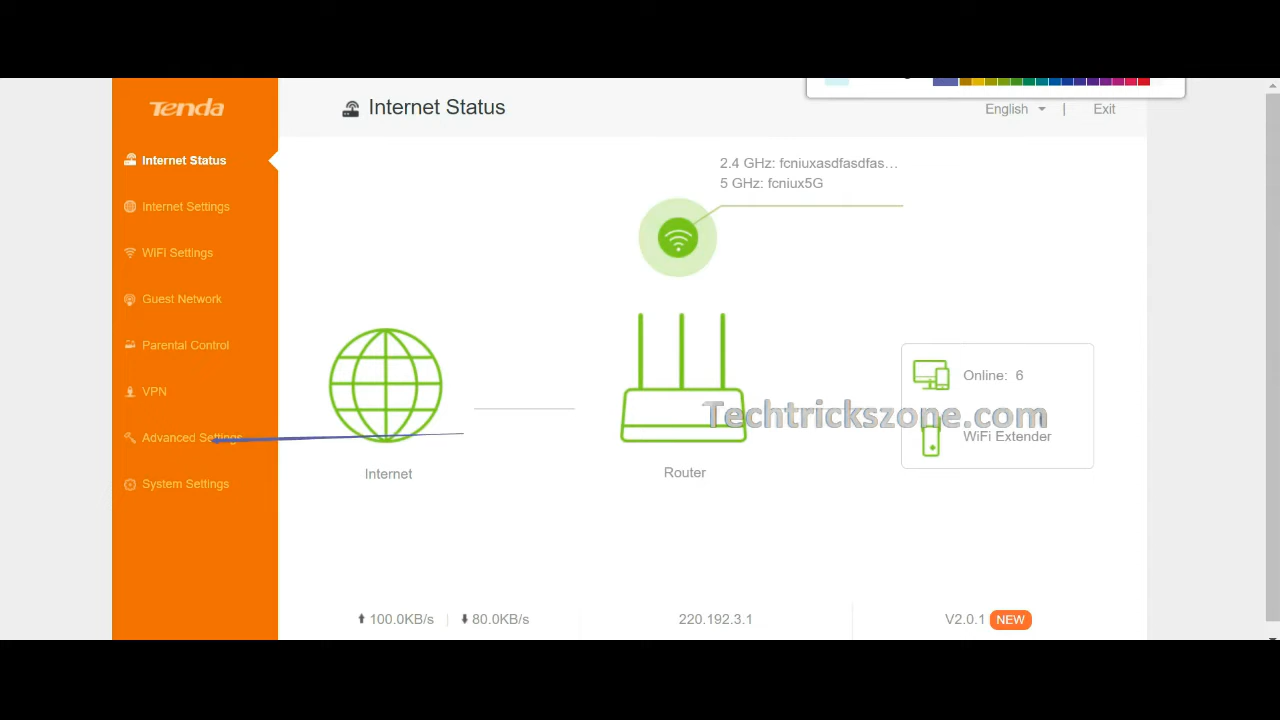 Tenda
Internet Status
Internet Settings
WiFi Settings
Guest Network
Parental Control
VPN
Advanced Settings
System Settings
Internet Status
English | Exit
2.4 GHz: fcniuxasdfasdfas...
5 GHz: fcniux5G
Internet
Router
Online: 6
WiFi Extender
Techtrickszone.com
100.0KB/s | 80.0KB/s
220.192.3.1
V2.0.1 NEW